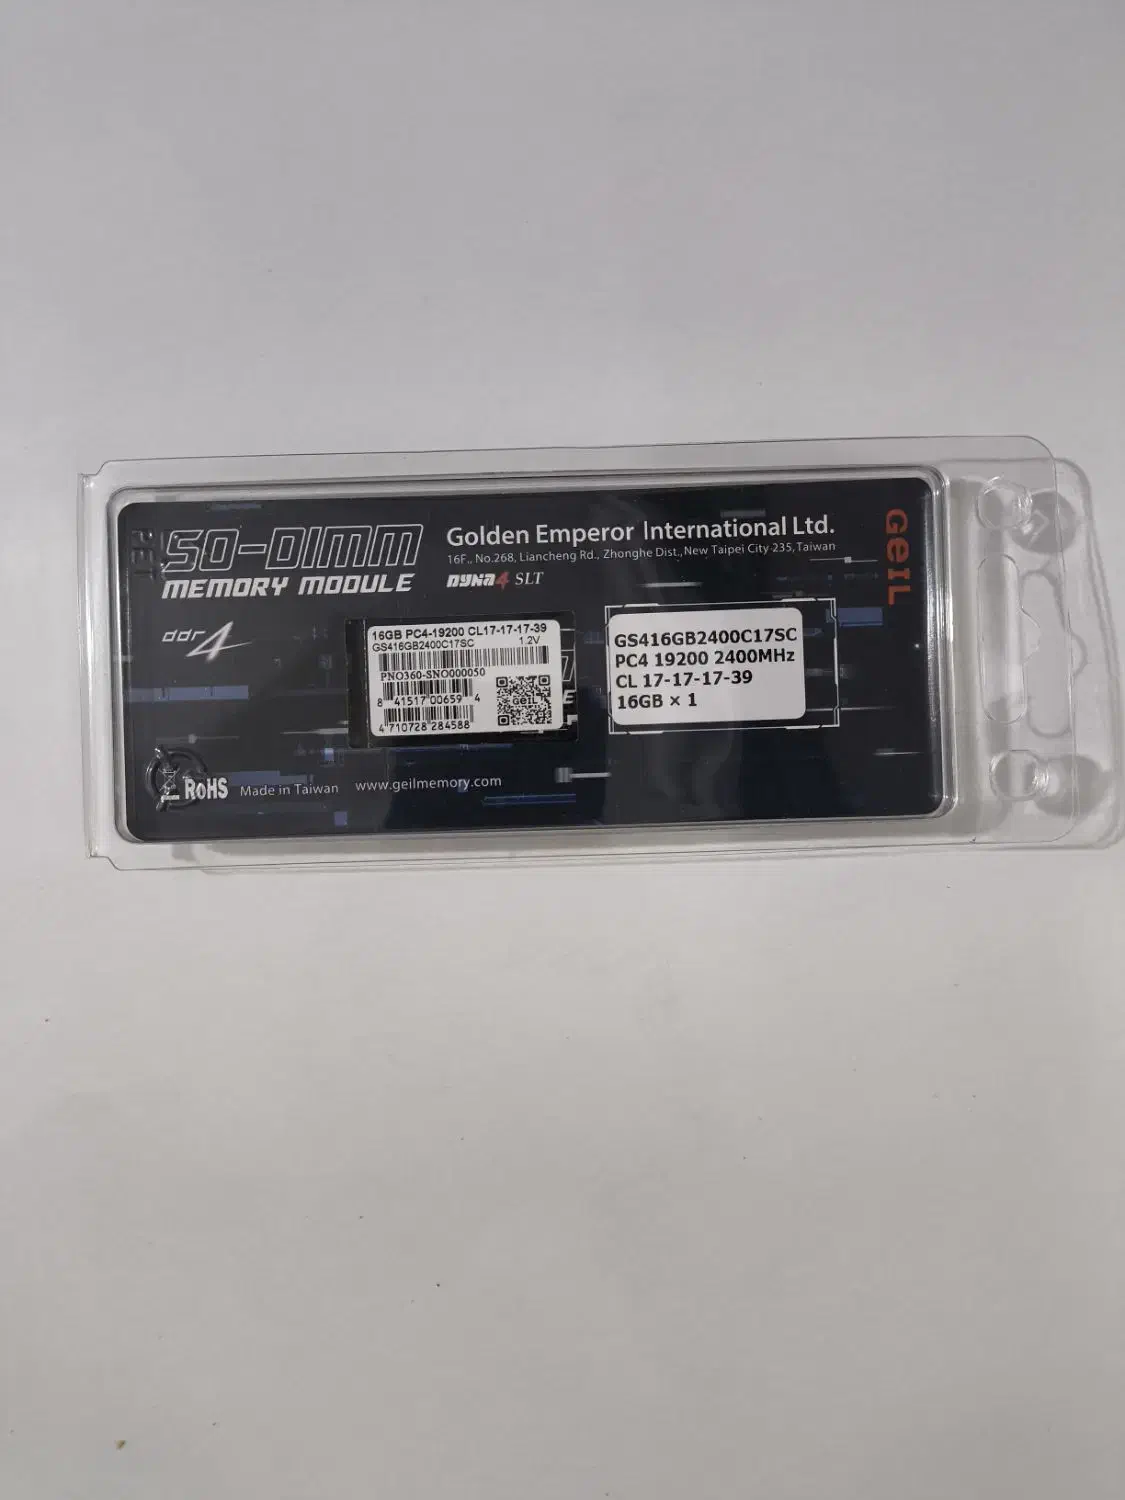 PET
SO-DIMM
MEMORY MODULE
ddr4
Golden Emperor International Ltd.
16F., No.268, Liancheng Rd., Zhonghe Dist., New Taipei City 235, Taiwan
DYNA4 SLT
GeIL
16GB PC4-19200 CL17-17-17-39
GS416GB2400C17SC 1.2V
PNO360-SNO000050
8 41517 00659 4
GeIL
4 710728 284588
GS416GB2400C17SC
PC4 19200 2400MHz
CL 17-17-17-39
16GB × 1
RoHS Made in Taiwan www.geilmemory.com